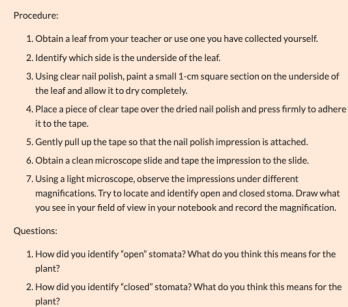 Procedure:
1. Obtain a leaf from your teacher or use one you have collected yourself.
2. Identify which side is the underside of the leaf.
3. Using clear nail polish, paint a small 1-cm square section on the underside of
the leaf and allow it to dry completely.
4. Place a piece of clear tape over the dried nail polish and press firmly to adhere
it to the tape.
5. Gently pull up the tape so that the nail polish impression is attached.
6. Obtain a clean microscope slide and tape the impression to the slide.
7. Using a light microscope, observe the impressions under different
magnifications. Try to locate and identify open and closed stoma. Draw what
you see in your field of view in your notebook and record the magnification.
Questions:
1. How did you identify "open" stomata? What do you think this means for the
plant?
2. How did you identify "closed" stomata? What do you think this means for the
plant?